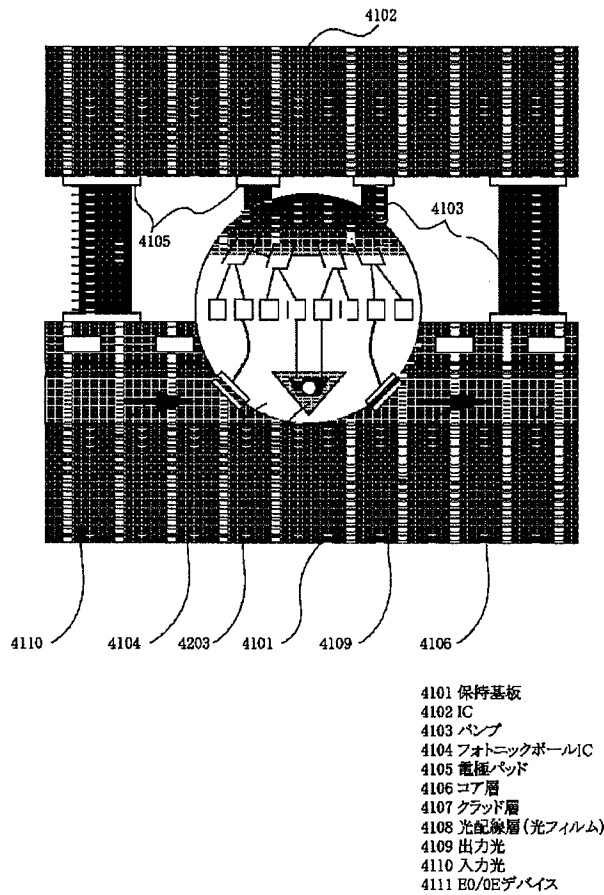 4102
4105
4103
4110
4104
4203
4101
4109
4106
4101 保持基板
4102 IC
4103 バンプ
4104 フォトニックボールIC
4105 電極パッド
4106 コア層
4107 クラッド層
4108 光配線層(光フィルム)
4109 出力光
4110 入力光
4111 EO/OEデバイス